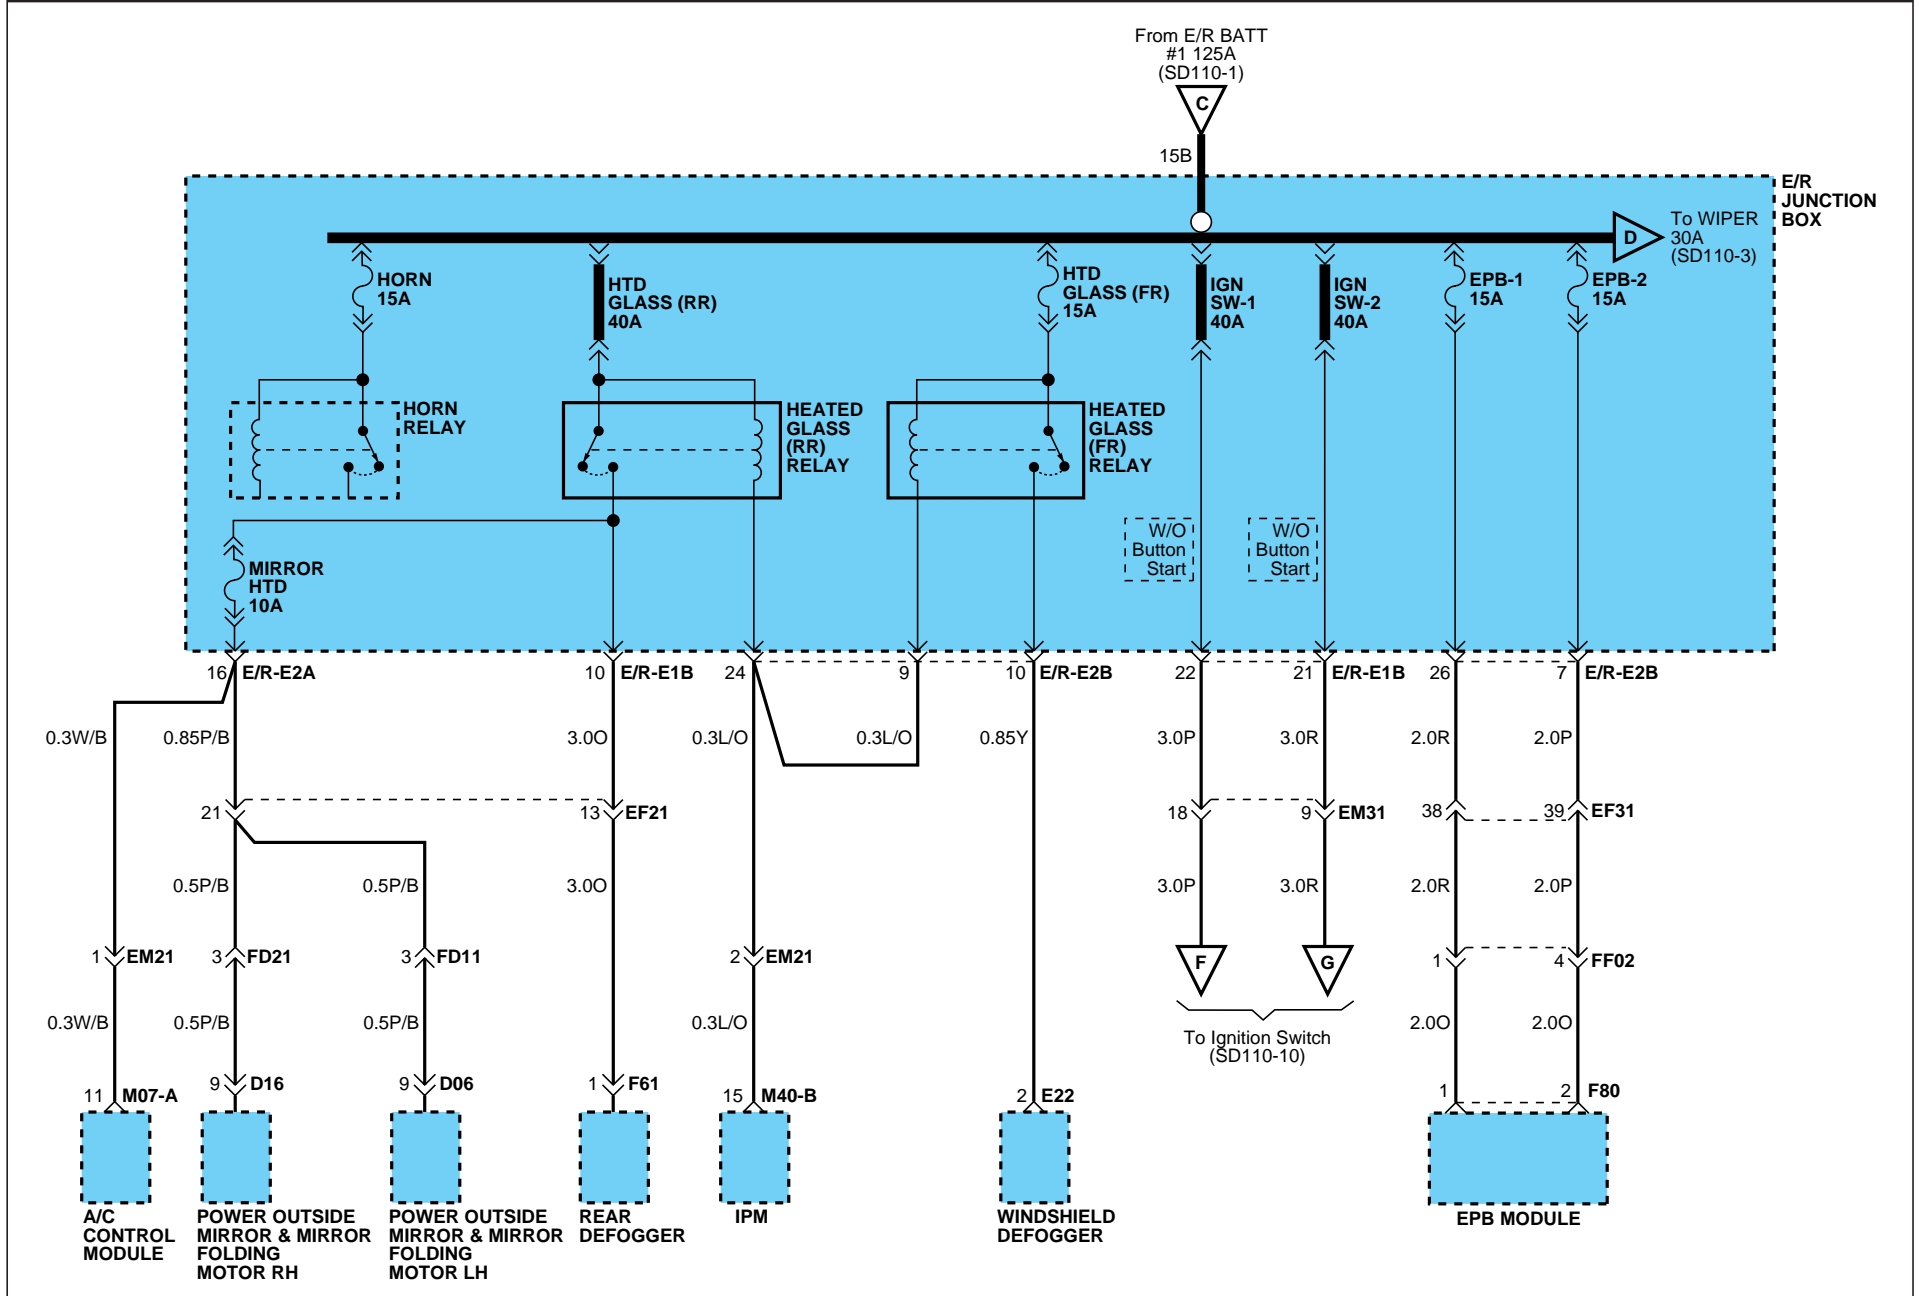 From E/R BATT
#1 125A
(SD110-1)
C
15B
E/R
JUNCTION
BOX
D
To WIPER
30A
(SD110-3)
HORN
15A
HTD
GLASS (RR)
40A
HTD
GLASS (FR)
15A
IGN
SW-1
40A
IGN
SW-2
40A
EPB-1
15A
EPB-2
15A
HORN
RELAY
HEATED
GLASS
(RR)
RELAY
HEATED
GLASS
(FR)
RELAY
W/O
Button
Start
W/O
Button
Start
MIRROR
HTD
10A
16 E/R-E2A
10 E/R-E1B
24
9
10 E/R-E2B
22
21 E/R-E1B
26
7 E/R-E2B
0.3W/B
0.85P/B
3.0O
0.3L/O
0.3L/O
0.85Y
3.0P
3.0R
2.0R
2.0P
21
13 EF21
18
9 EM31
38
39 EF31
0.5P/B
0.5P/B
3.0O
3.0P
3.0R
2.0R
2.0P
1 EM21
3 FD21
3 FD11
2 EM21
F
G
1
4 FF02
0.3W/B
0.5P/B
0.5P/B
0.3L/O
To Ignition Switch
(SD110-10)
2.0O
2.0O
11 M07-A
9 D16
9 D06
1 F61
15 M40-B
2 E22
1
2 F80
A/C
CONTROL
MODULE
POWER OUTSIDE
MIRROR & MIRROR
FOLDING
MOTOR RH
POWER OUTSIDE
MIRROR & MIRROR
FOLDING
MOTOR LH
REAR
DEFOGGER
IPM
WINDSHIELD
DEFOGGER
EPB MODULE